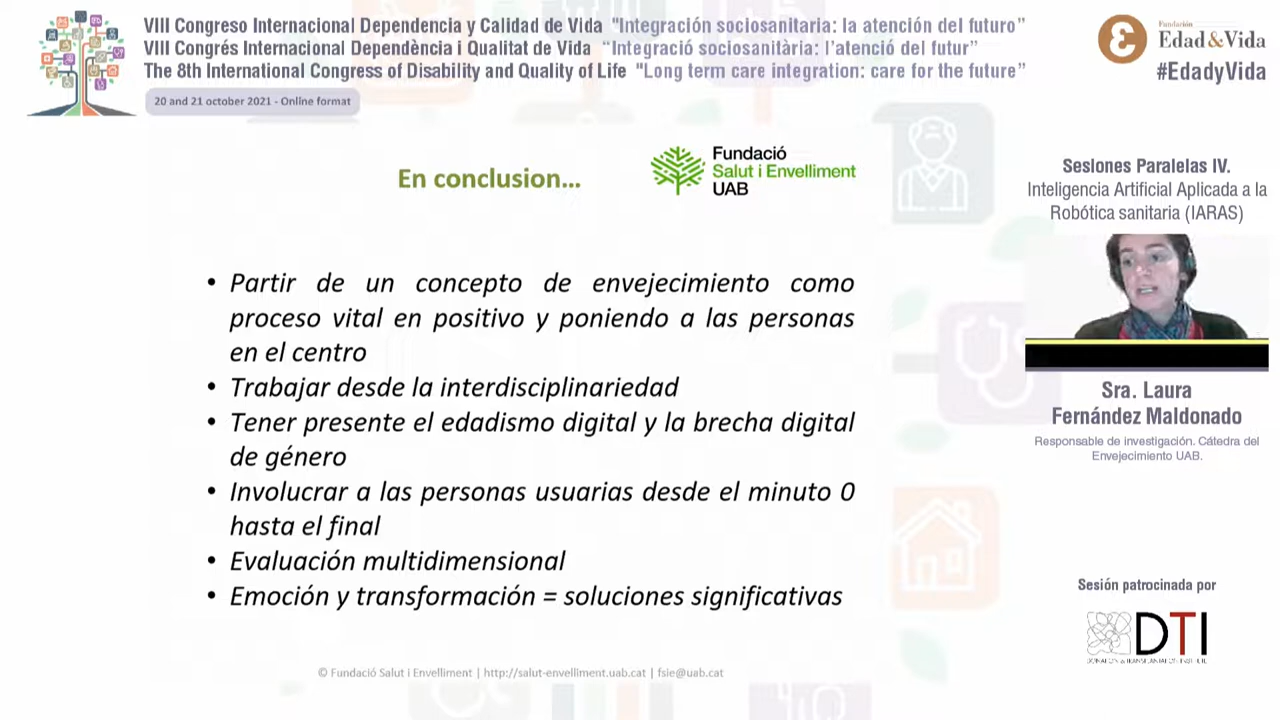 VIII Congreso Internacional Dependencia y Calidad de Vida "Integración sociosanitaria: la atención del futuro"
VIII Congrés Internacional Dependència i Qualitat de Vida "Integració sociosanitària: l'atenció del futur"
The 8th International Congress of Disability and Quality of Life "Long term care integration: care for the future"
20 and 21 october 2021 - Online format
Fundación
Edad&Vida
#EdadyVida
En conclusion...
Fundació
Salut i Envelliment
UAB
• Partir de un concepto de envejecimiento como
proceso vital en positivo y poniendo a las personas
en el centro
• Trabajar desde la interdisciplinariedad
• Tener presente el edadismo digital y la brecha digital
de género
• Involucrar a las personas usuarias desde el minuto 0
hasta el final
• Evaluación multidimensional
• Emoción y transformación = soluciones significativas
© Fundació Salut i Envelliment | http://salut-envelliment.uab.cat | fsie@uab.cat
Sesiones Paralelas IV.
Inteligencia Artificial Aplicada a la
Robótica sanitaria (IARAS)
Sra. Laura
Fernández Maldonado
Responsable de investigación. Cátedra del
Envejecimiento UAB.
Sesión patrocinada por
DTI
DONATION & TRANSPLANTATION INSTITUTE